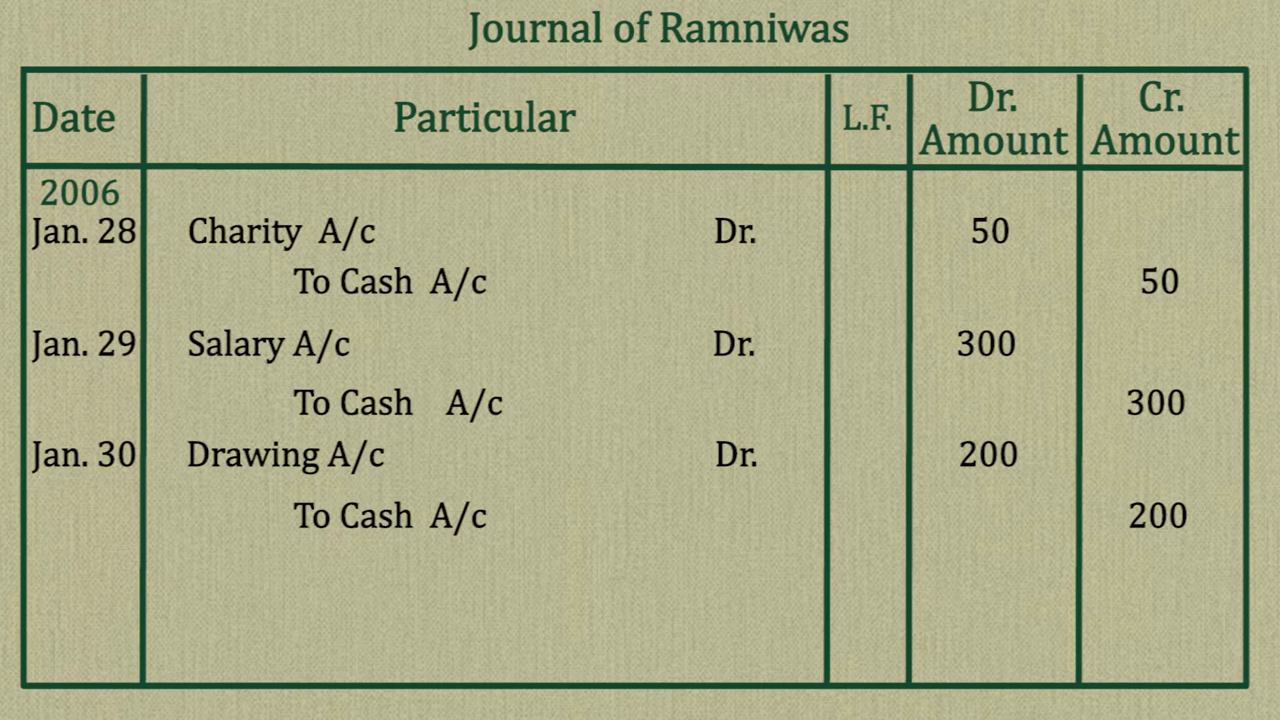 Journal of Ramniwas
Date Particular L.F. Dr. Amount Cr. Amount
2006
Jan. 28 Charity A/c Dr. 50
To Cash A/c 50
Jan. 29 Salary A/c Dr. 300
To Cash A/c 300
Jan. 30 Drawing A/c Dr. 200
To Cash A/c 200